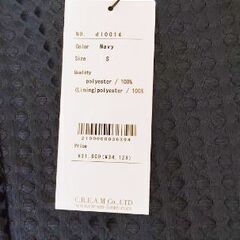 NO. d10014
Color Navy
Size S
Quality
polyester / 100%
(Lining)polyester / 100%
Price
C.R.E.A.M Co.,LTD